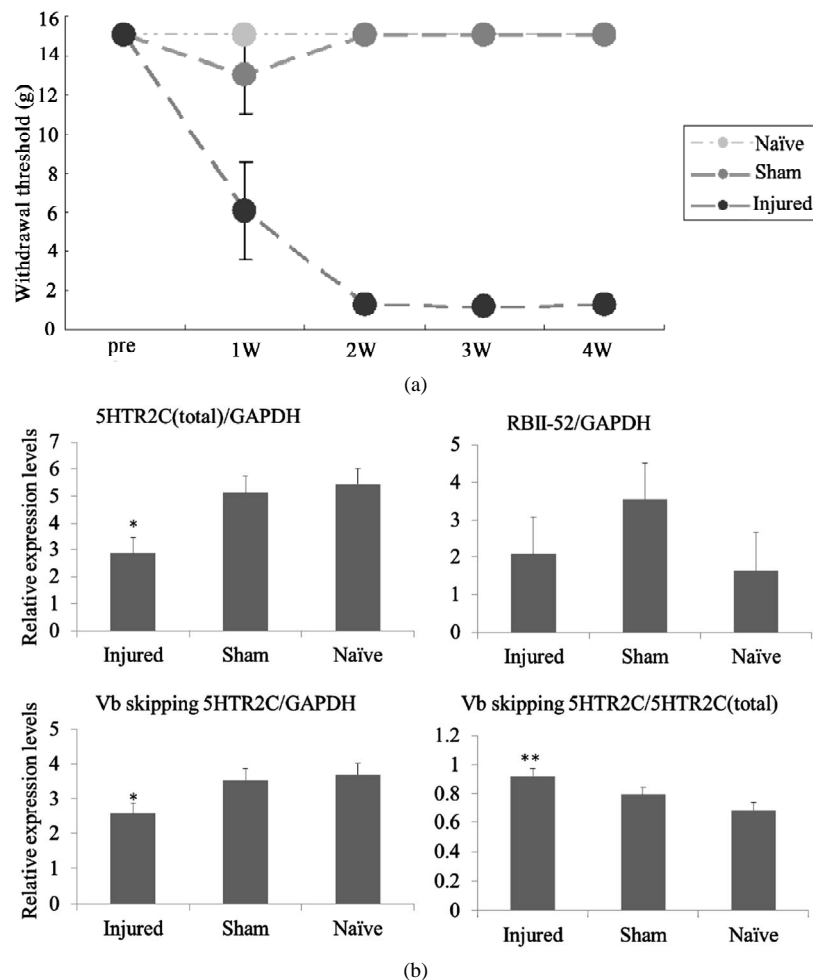 16
14
12
10
8
6
4
2
0
Withdrawal threshold (g)
pre 1W 2W 3W 4W
Naïve
Sham
Injured
(a)
5HTR2C(total)/GAPDH
Relative expression levels
7
6
5
4
3
2
1
0
*
Injured Sham Naïve
RBII-52/GAPDH
5
4
3
2
1
0
Injured Sham Naïve
Vb skipping 5HTR2C/GAPDH
Relative expression levels
5
4
3
2
1
0
*
Injured Sham Naïve
Vb skipping 5HTR2C/5HTR2C(total)
1.2
1
0.8
0.6
0.4
0.2
0
**
Injured Sham Naïve
(b)